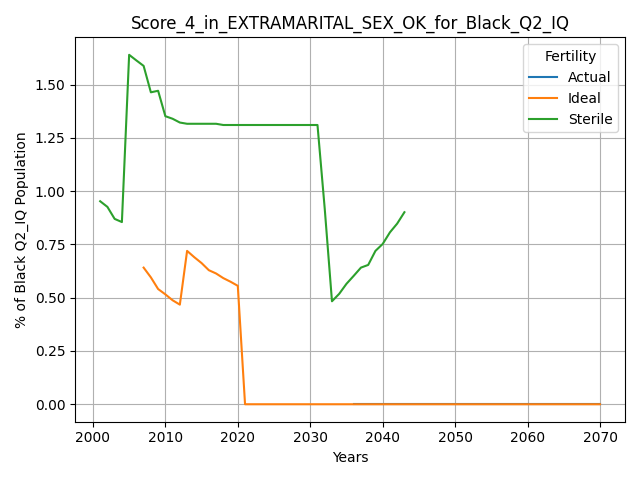 Score_4_in_EXTRAMARITAL_SEX_OK_for_Black_Q2_IQ
Fertility
Actual
Ideal
Sterile
% of Black Q2_IQ Population
1.50
1.25
1.00
0.75
0.50
0.25
0.00
2000 2010 2020 2030 2040 2050 2060 2070
Years